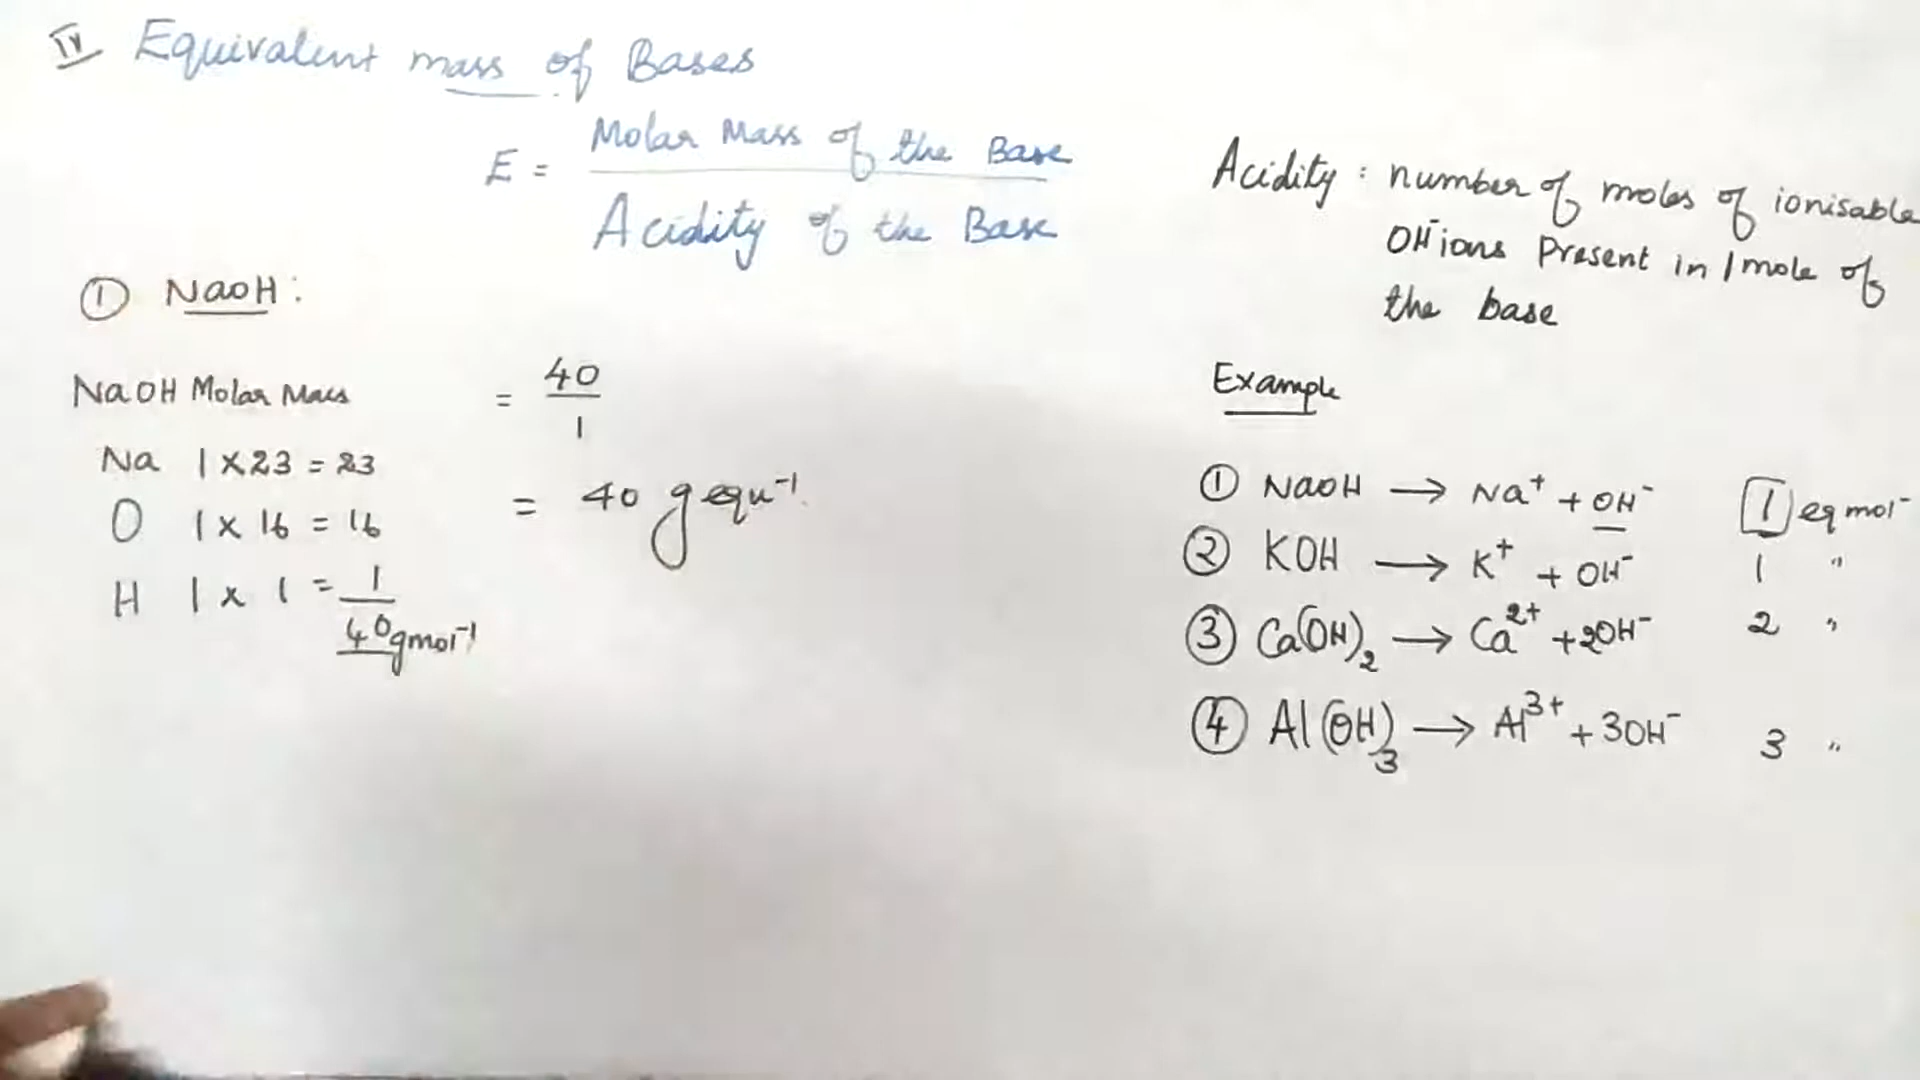 IV Equivalent mass of Bases
E = Molar Mass of the Base
Acidity of the Base
① NaOH :
NaOH Molar Mass
Na 1 x 23 = 23
O 1 x 16 = 16
H 1 x 1 = 1
40 g mol⁻¹
= 40
1
= 40 g equ⁻¹.
Acidity : number of moles of ionisable
OH⁻ ions Present in 1 mole of
the base
Example
① NaOH → Na⁺ + OH⁻ 1 eq mol⁻
② KOH → K⁺ + OH⁻ 1 "
③ Ca(OH)₂ → Ca²⁺ + 2OH⁻ 2 "
④ Al(OH)₃ → Al³⁺ + 3OH⁻ 3 "